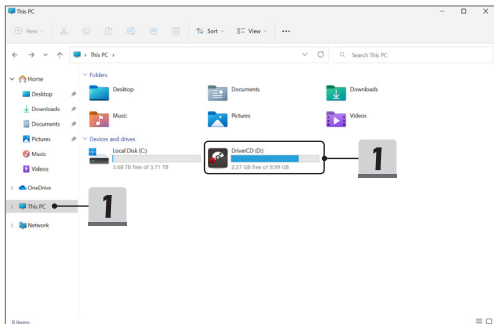 This PC
New
Sort
View
This PC
Search This PC
Home
Desktop
Downloads
Documents
Pictures
Music
Videos
OneDrive
This PC
Network
Folders
Desktop
Documents
Downloads
Music
Pictures
Videos
Devices and drives
Local Disk (C:)
3.68 TB free of 3.71 TB
DriverCD (D:)
2.27 GB free of 9.99 GB
1
1
8 items